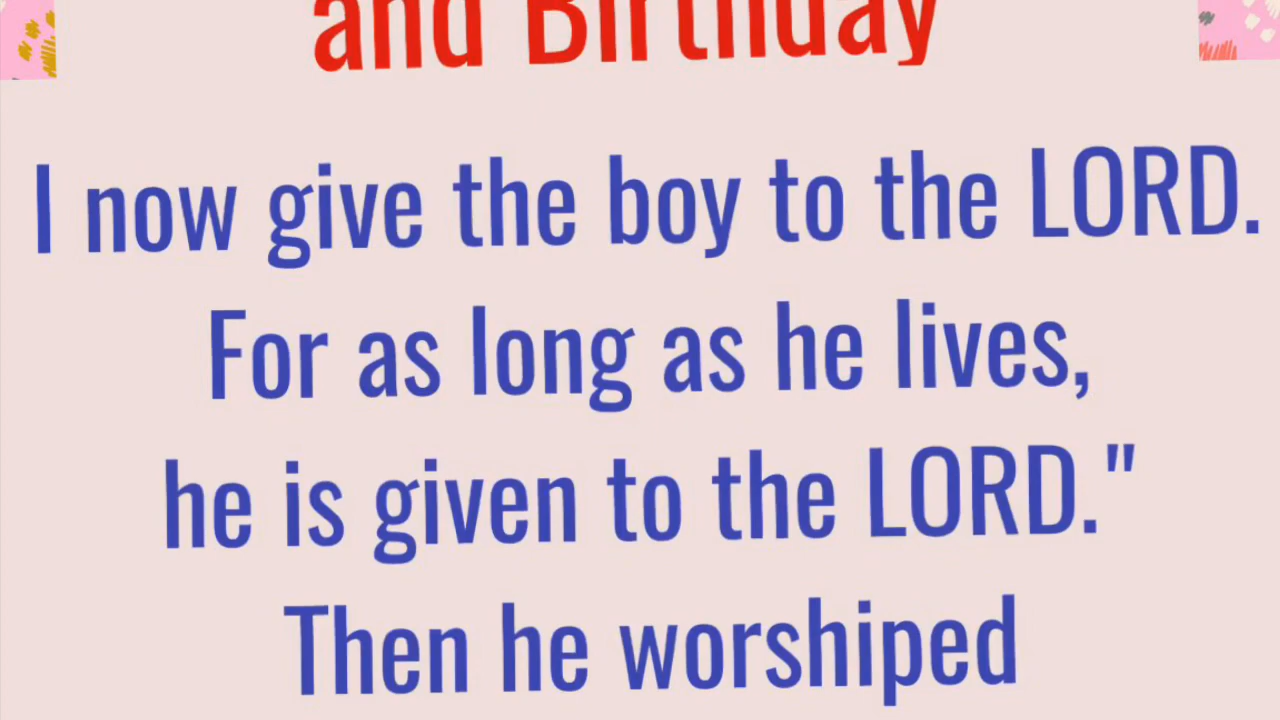 and Birthday
I now give the boy to the LORD.
For as long as he lives,
he is given to the LORD."
Then he worshiped